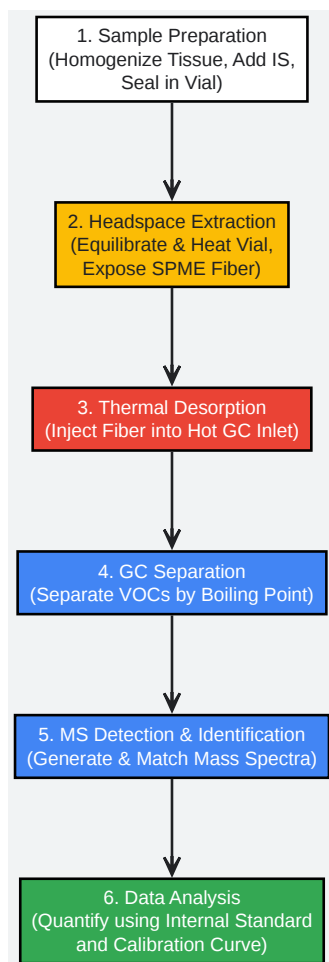 1. Sample Preparation
(Homogenize Tissue, Add IS,
Seal in Vial)
2. Headspace Extraction
(Equilibrate & Heat Vial,
Expose SPME Fiber)
3. Thermal Desorption
(Inject Fiber into Hot GC Inlet)
4. GC Separation
(Separate VOCs by Boiling Point)
5. MS Detection & Identification
(Generate & Match Mass Spectra)
6. Data Analysis
(Quantify using Internal Standard
and Calibration Curve)